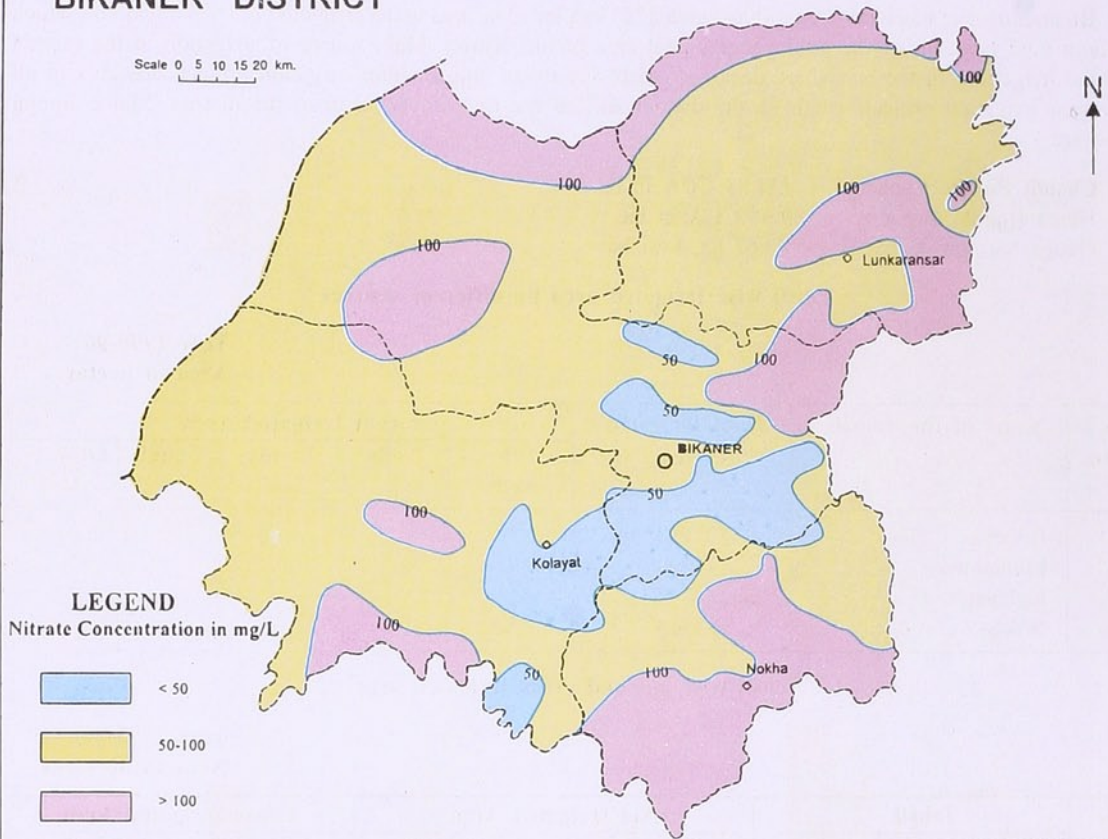 BIKANER DISTRICT
Scale 0 5 10 15 20 km.
N
100
100
100
100
100
Lunkaransar
50
100
50
BIKANER
50
100
Kolayat
LEGEND
Nitrate Concentration in mg/L
100
50
100
Nokha
< 50
50-100
> 100